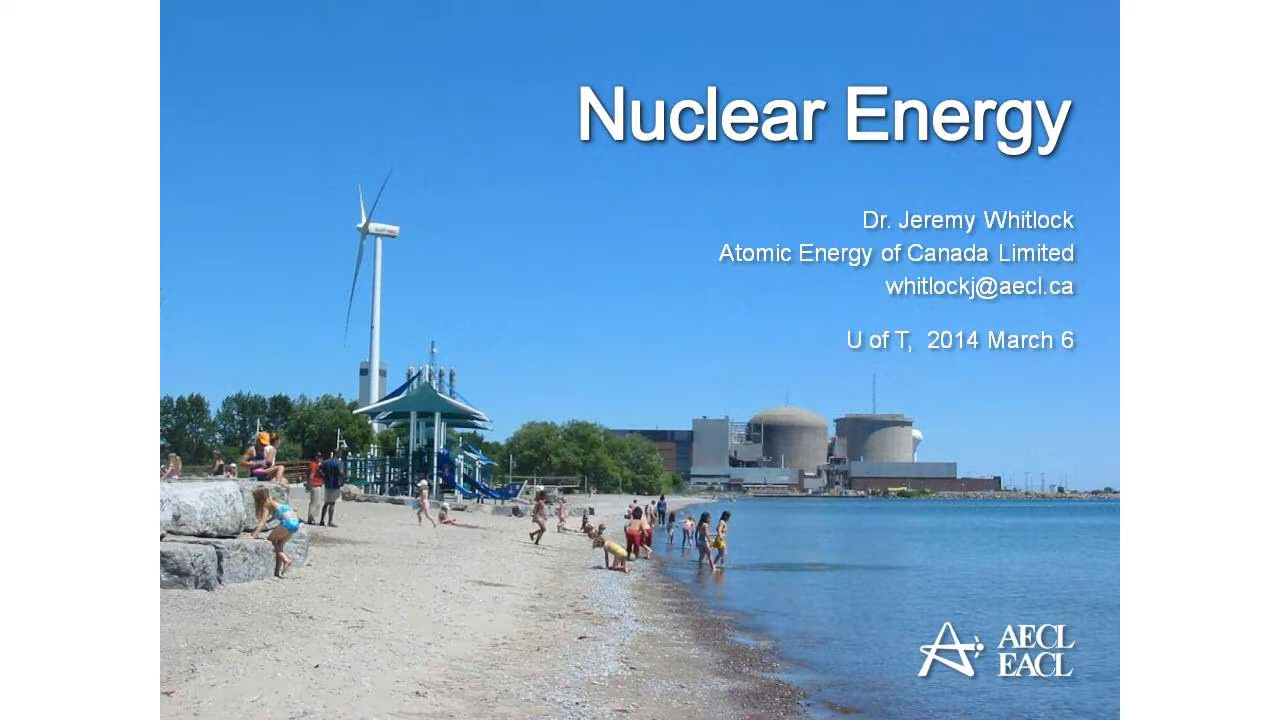 Nuclear Energy
Dr. Jeremy Whitlock
Atomic Energy of Canada Limited
whitlockj@aecl.ca
U of T, 2014 March 6
AECL
EACL